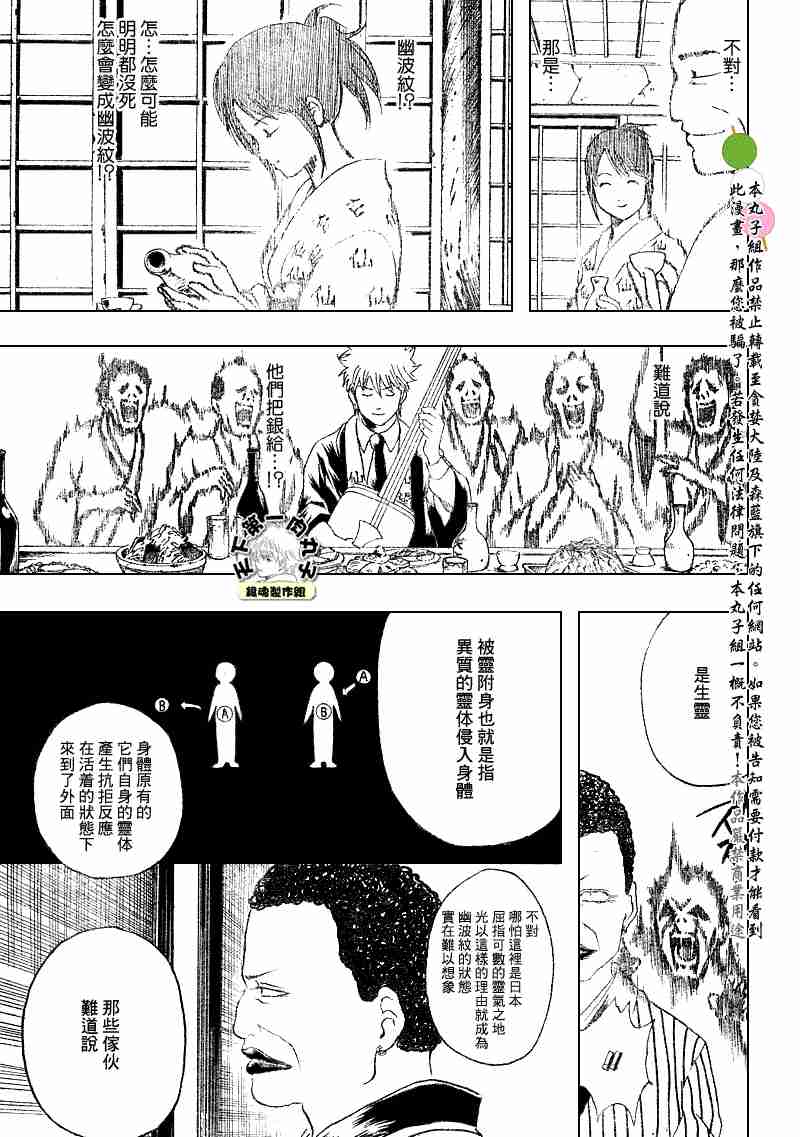 不對…
那是…
幽波紋!?
怎…怎麼可能
明明都沒死
怎麼會變成幽波紋!?
難道說
他們把銀給…!?
是生靈
被靈附身也就是指
異質的靈体侵入身體
A
B
A
B
身體原有的
它們自身的靈体
產生抗拒反應
在活着的狀態下
來到了外面
不對
哪怕這裡是日本
屈指可數的靈氣之地
光以這樣的理由就成為
幽波紋的狀態
實在難以想象
那些傢伙
難道說
天下第一肉丸子
銀魂製作組
本丸子組作品禁止轉載至貪婪大陸及森藍旗下的任何網站。如果您被告知需要付款才能看到
此漫畫，那麼您被騙了。若發生任何法律問題，本丸子組一概不負責！本作品嚴禁商業用途